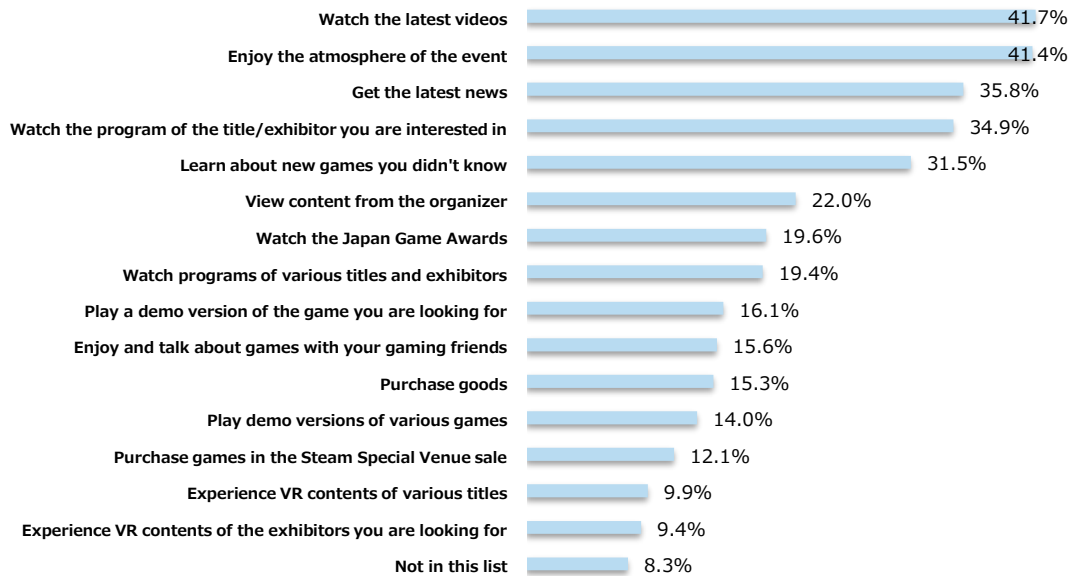 Watch the latest videos 41.7%
Enjoy the atmosphere of the event 41.4%
Get the latest news 35.8%
Watch the program of the title/exhibitor you are interested in 34.9%
Learn about new games you didn't know 31.5%
View content from the organizer 22.0%
Watch the Japan Game Awards 19.6%
Watch programs of various titles and exhibitors 19.4%
Play a demo version of the game you are looking for 16.1%
Enjoy and talk about games with your gaming friends 15.6%
Purchase goods 15.3%
Play demo versions of various games 14.0%
Purchase games in the Steam Special Venue sale 12.1%
Experience VR contents of various titles 9.9%
Experience VR contents of the exhibitors you are looking for 9.4%
Not in this list 8.3%